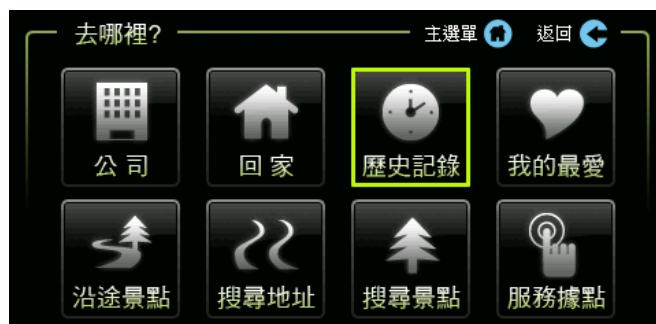 去哪裡? 主選單 返回
公司 回家 歷史記錄 我的最愛
沿途景點 搜尋地址 搜尋景點 服務據點